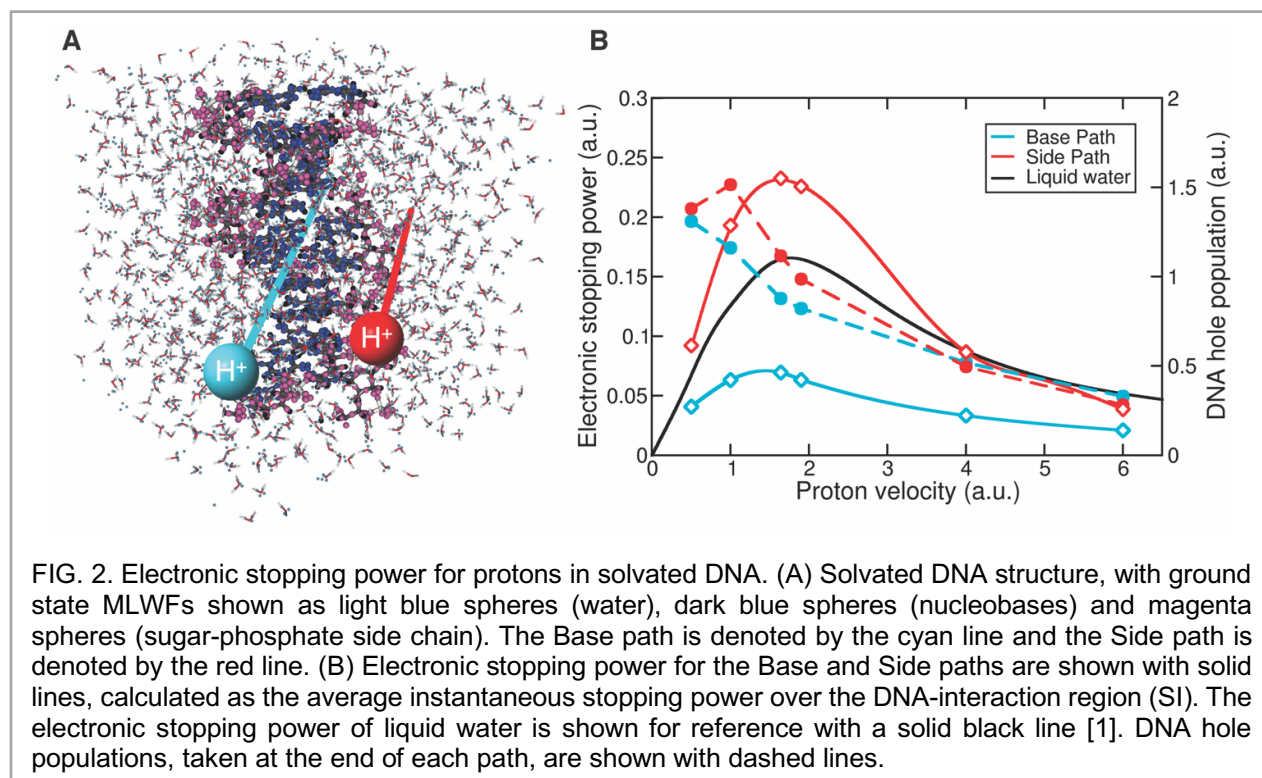 A
H⁺
H⁺
B
Electronic stopping power (a.u.)
0.3
0.25
0.2
0.15
0.1
0.05
0
Base Path
Side Path
Liquid water
2
1.5
1
0.5
0
DNA hole population (a.u.)
0 1 2 3 4 5 6
Proton velocity (a.u.)
FIG. 2. Electronic stopping power for protons in solvated DNA. (A) Solvated DNA structure, with ground
state MLWFs shown as light blue spheres (water), dark blue spheres (nucleobases) and magenta
spheres (sugar-phosphate side chain). The Base path is denoted by the cyan line and the Side path is
denoted by the red line. (B) Electronic stopping power for the Base and Side paths are shown with solid
lines, calculated as the average instantaneous stopping power over the DNA-interaction region (SI). The
electronic stopping power of liquid water is shown for reference with a solid black line [1]. DNA hole
populations, taken at the end of each path, are shown with dashed lines.